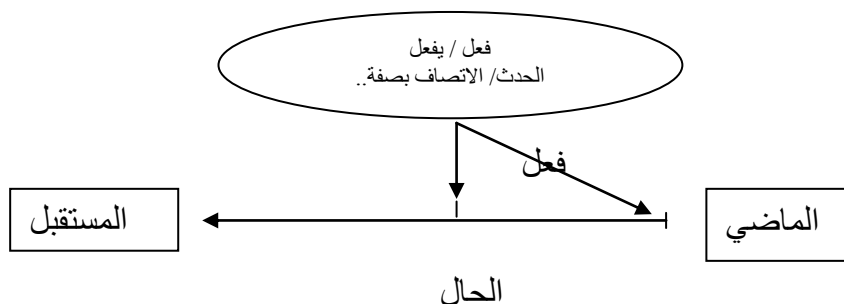 فعل / يفعل
الحدث/ الاتصاف بصفة..
فعل
الماضي
المستقبل
الحال